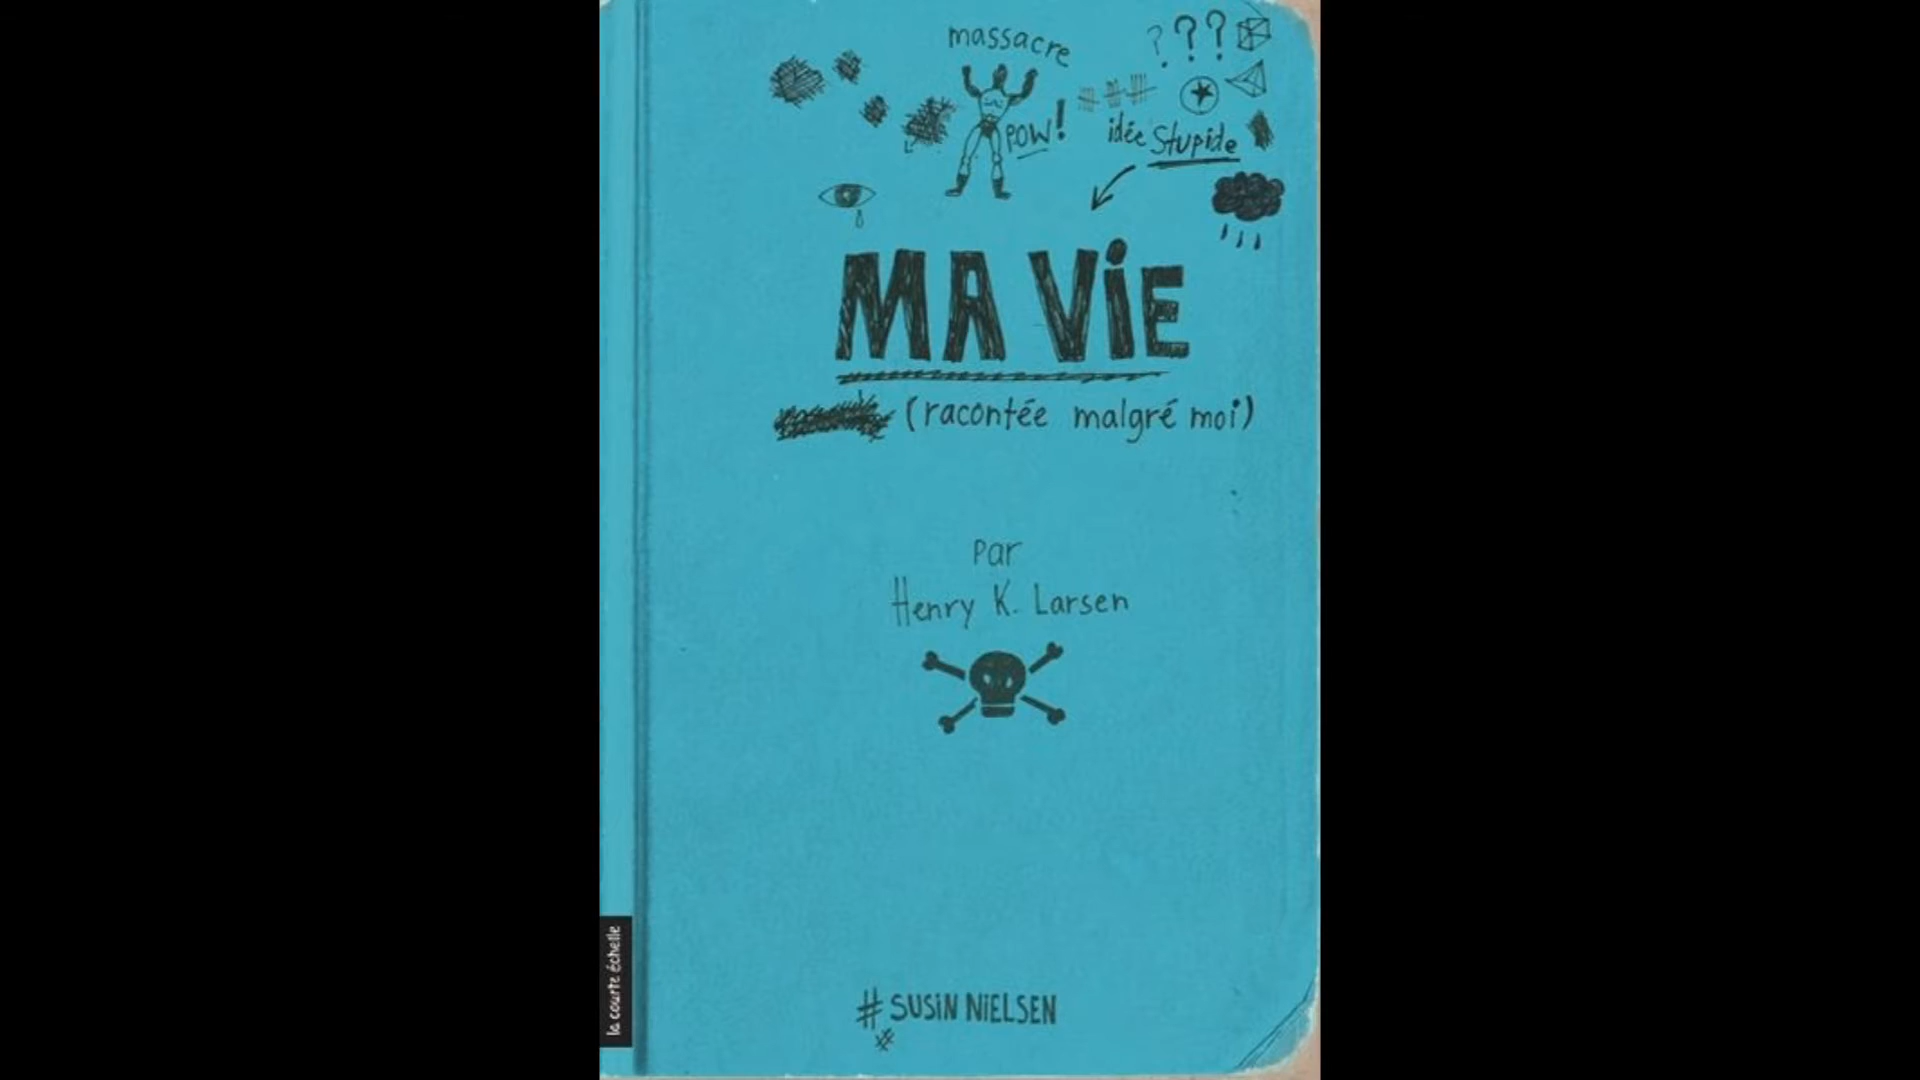 massacre
???
POW!
idée Stupide
MA ViE
(racontée malgré moi)
par
Henry K. Larsen
la courte échelle
# SUSiN NiELSEN
#